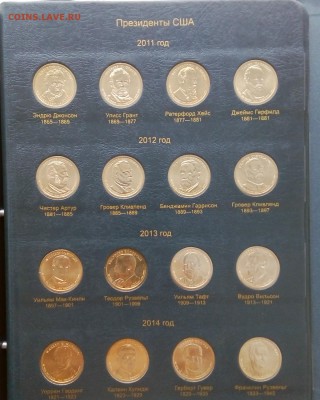 COINS.LAVE.RU
Президенты США
2011 год
Эндрю Джонсон Улисс Грант Ратерфорд Хейс Джеймс Гарфилд
1865—1869 1869—1877 1877—1881 1881—1881
2012 год
Честер Артур Гровер Кливленд Бенджамин Гаррисон Гровер Кливленд
1881—1885 1885—1889 1889—1893 1893—1897
2013 год
Уильям Мак-Кинли Теодор Рузвельт Уильям Тафт Вудро Вильсон
1897—1901 1901—1909 1909—1913 1913—1921
2014 год
Уоррен Гардинг Герберт Гувер Франклин Рузвельт